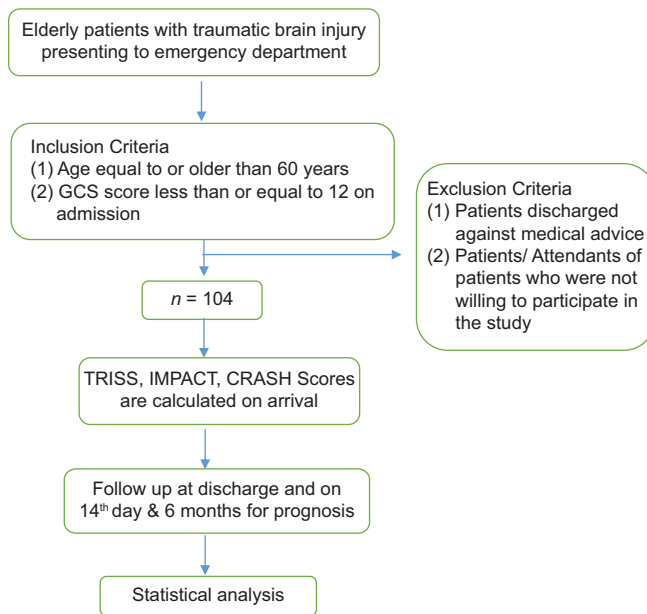 Elderly patients with traumatic brain injury
presenting to emergency department
Inclusion Criteria
(1) Age equal to or older than 60 years
(2) GCS score less than or equal to 12 on
admission
Exclusion Criteria
(1) Patients discharged
against medical advice
(2) Patients/ Attendants of
patients who were not
willing to participate in
the study
n = 104
TRISS, IMPACT, CRASH Scores
are calculated on arrival
Follow up at discharge and on
14th day & 6 months for prognosis
Statistical analysis